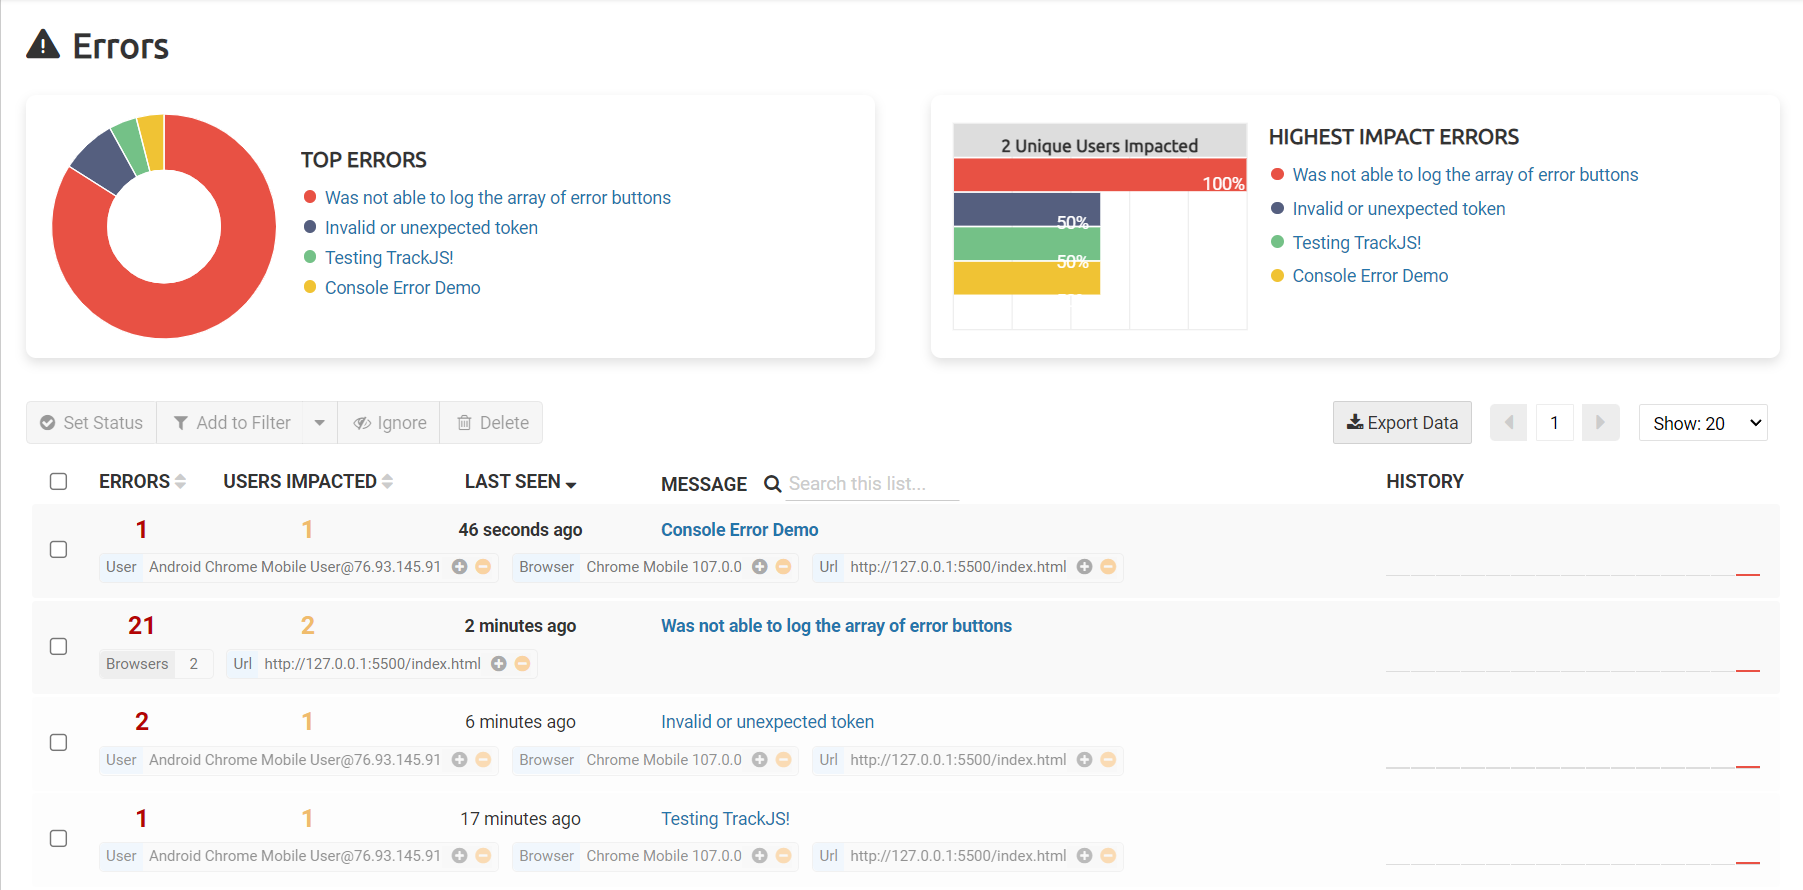 Errors
TOP ERRORS
Was not able to log the array of error buttons
Invalid or unexpected token
Testing TrackJS!
Console Error Demo
2 Unique Users Impacted
100%
50%
50%
HIGHEST IMPACT ERRORS
Was not able to log the array of error buttons
Invalid or unexpected token
Testing TrackJS!
Console Error Demo
Set Status Add to Filter Ignore Delete Export Data 1 Show: 20
ERRORS USERS IMPACTED LAST SEEN MESSAGE Search this list... HISTORY
1 1 46 seconds ago Console Error Demo
User Android Chrome Mobile User@76.93.145.91 Browser Chrome Mobile 107.0.0 Url http://127.0.0.1:5500/index.html
21 2 2 minutes ago Was not able to log the array of error buttons
Browsers 2 Url http://127.0.0.1:5500/index.html
2 1 6 minutes ago Invalid or unexpected token
User Android Chrome Mobile User@76.93.145.91 Browser Chrome Mobile 107.0.0 Url http://127.0.0.1:5500/index.html
1 1 17 minutes ago Testing TrackJS!
User Android Chrome Mobile User@76.93.145.91 Browser Chrome Mobile 107.0.0 Url http://127.0.0.1:5500/index.html